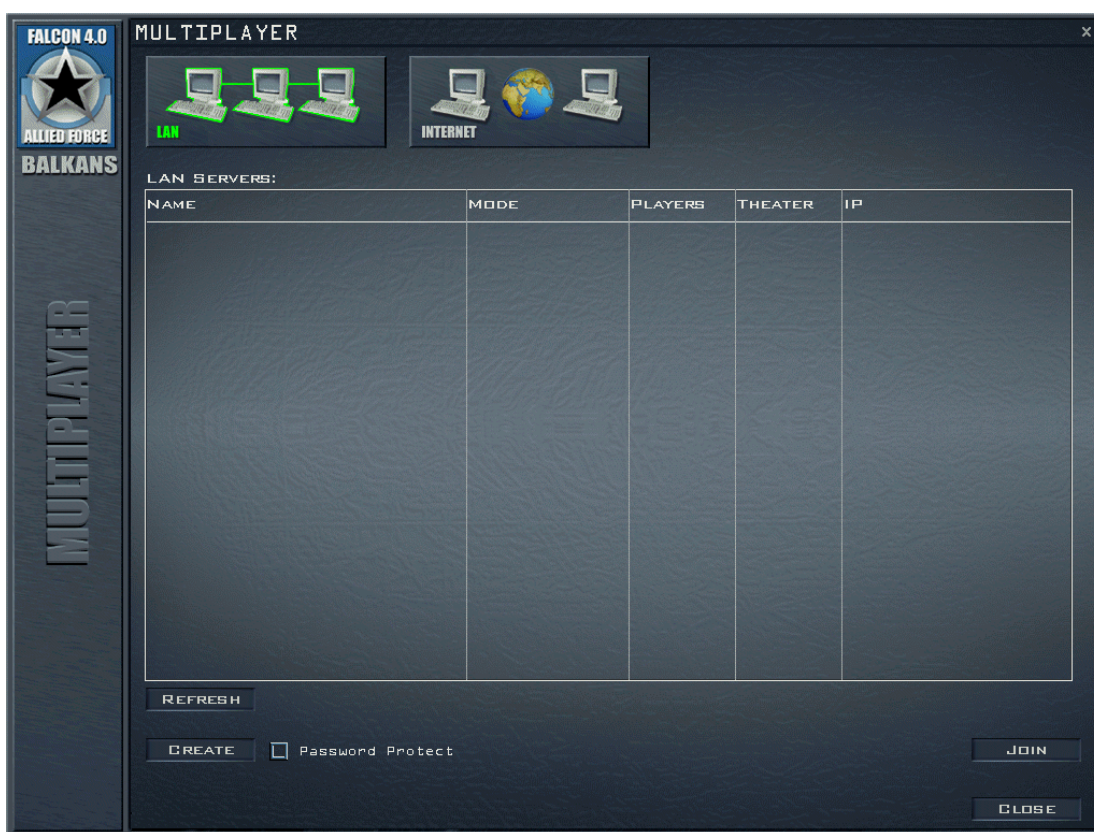 FALCON 4.0
ALLIED FORCE
BALKANS
MULTIPLAYER
MULTIPLAYER
x
LAN
INTERNET
LAN SERVERS:
NAME MODE PLAYERS THEATER IP
REFRESH
CREATE Password Protect JOIN
CLOSE